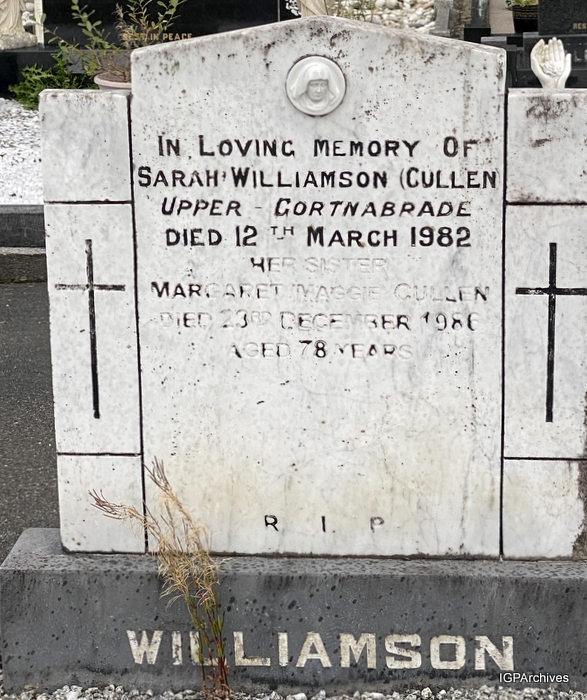 REST IN PEACE
IN LOVING MEMORY OF
SARAH WILLIAMSON (CULLEN
UPPER - GORTNABRADE
DIED 12TH MARCH 1982
HER SISTER
MARGARET 'MAGGIE' CULLEN
DIED 23RD DECEMBER 1986
AGED 78 YEARS
R I P
WILLIAMSON
IGPArchives